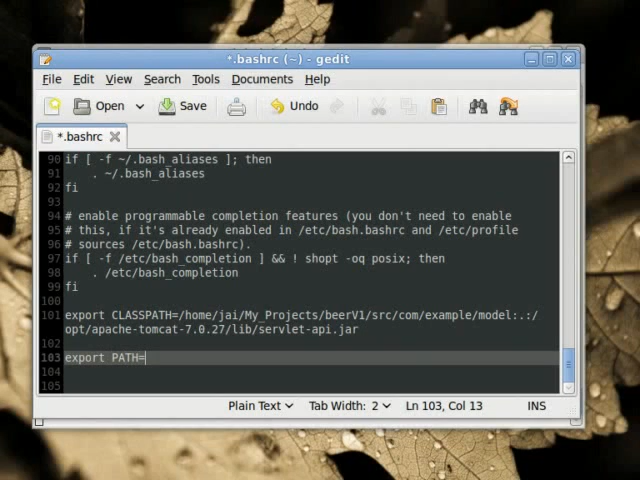 *.bashrc (~) - gedit
File Edit View Search Tools Documents Help
Open Save Undo
*.bashrc
90 if [ -f ~/.bash_aliases ]; then
91 . ~/.bash_aliases
92 fi
93
94 # enable programmable completion features (you don't need to enable
95 # this, if it's already enabled in /etc/bash.bashrc and /etc/profile
96 # sources /etc/bash.bashrc).
97 if [ -f /etc/bash_completion ] && ! shopt -oq posix; then
98 . /etc/bash_completion
99 fi
100
101 export CLASSPATH=/home/jai/My_Projects/beerV1/src/com/example/model:.:/
opt/apache-tomcat-7.0.27/lib/servlet-api.jar
102
103 export PATH=
104
105
Plain Text Tab Width: 2 Ln 103, Col 13 INS